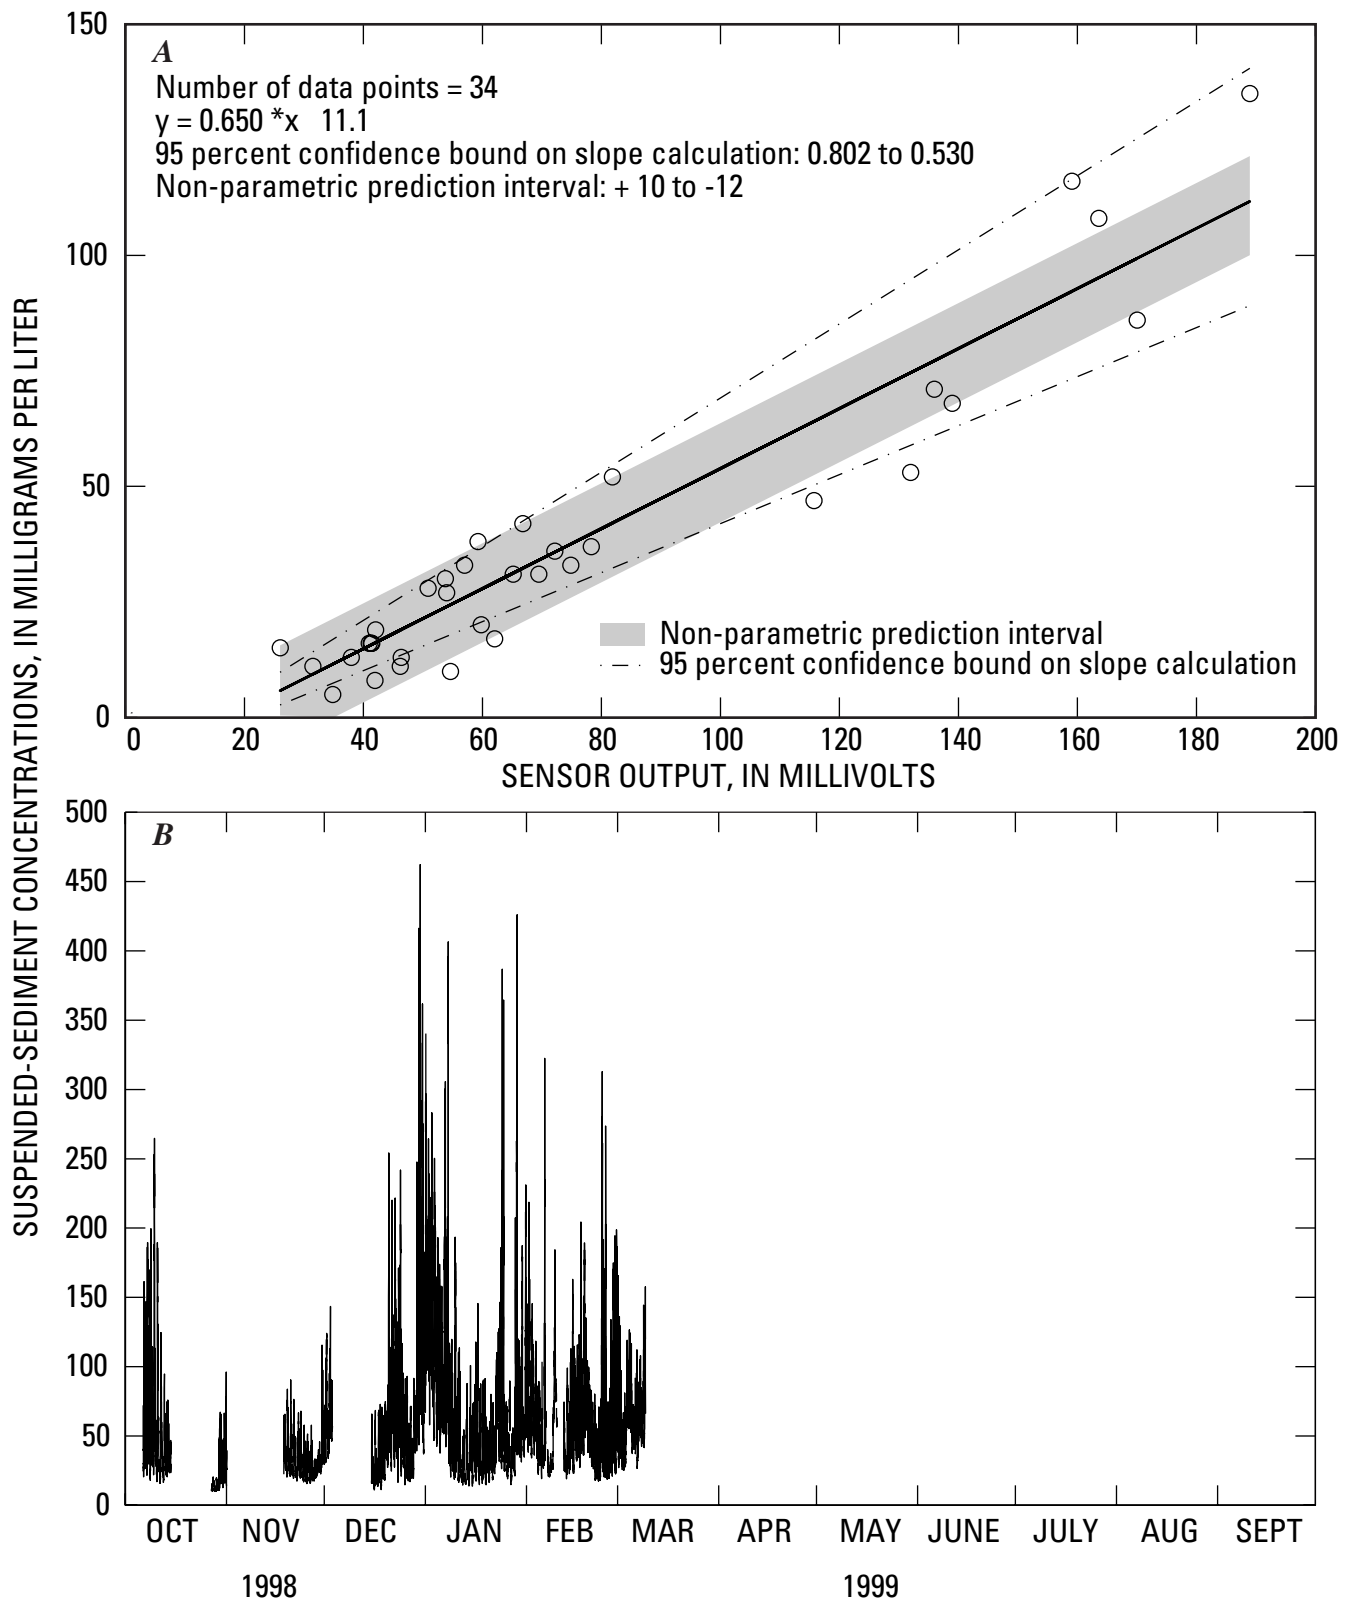 SUSPENDED-SEDIMENT CONCENTRATIONS, IN MILLIGRAMS PER LITER
A
Number of data points = 34
y = 0.650 *x 11.1
95 percent confidence bound on slope calculation: 0.802 to 0.530
Non-parametric prediction interval: + 10 to -12
150
100
50
0
Non-parametric prediction interval
95 percent confidence bound on slope calculation
0 20 40 60 80 100 120 140 160 180 200
SENSOR OUTPUT, IN MILLIVOLTS
B
500
450
400
350
300
250
200
150
100
50
0
OCT NOV DEC JAN FEB MAR APR MAY JUNE JULY AUG SEPT
1998 1999